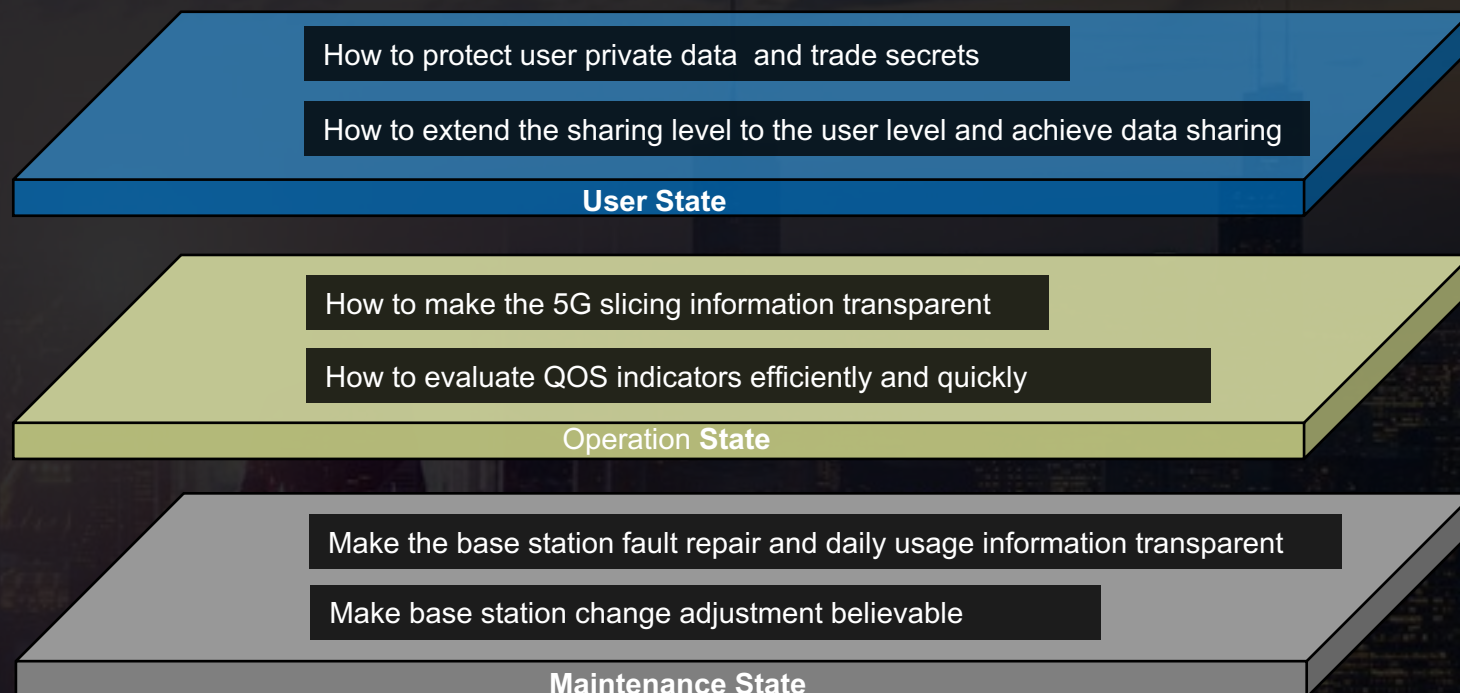 How to protect user private data  and trade secrets
How to extend the sharing level to the user level and achieve data sharing
User State
How to make the 5G slicing information transparent
How to evaluate QOS indicators efficiently and quickly
Operation State
Make the base station fault repair and daily usage information transparent
Make base station change adjustment believable
Maintenance State